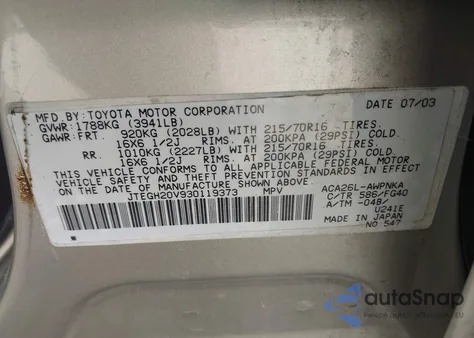 MFD.BY:TOYOTA MOTOR CORPORATION DATE 07/03
GVWR:1788KG (3941LB)
GAWR:FRT. 920KG (2028LB) WITH 215/70R16 TIRES.
16X6 1/2J RIMS. AT 200KPA (29PSI) COLD.
RR. 1010KG (2227LB) WITH 215/70R16 TIRES.
16X6 1/2J RIMS. AT 200KPA (29PSI) COLD.
THIS VEHICLE CONFORMS TO ALL APPLICABLE FEDERAL MOTOR
VEHICLE SAFETY, BUMPER, AND THEFT PREVENTION STANDARDS
IN EFFECT ON THE DATE OF MANUFACTURE SHOWN ABOVE.
JTEGH20V930119373 MPV
ACA26L-AWPNKA
C/TR 586/FG40
A/TM -04B/
U241E
MADE IN JAPAN
NO 547
autoSnap